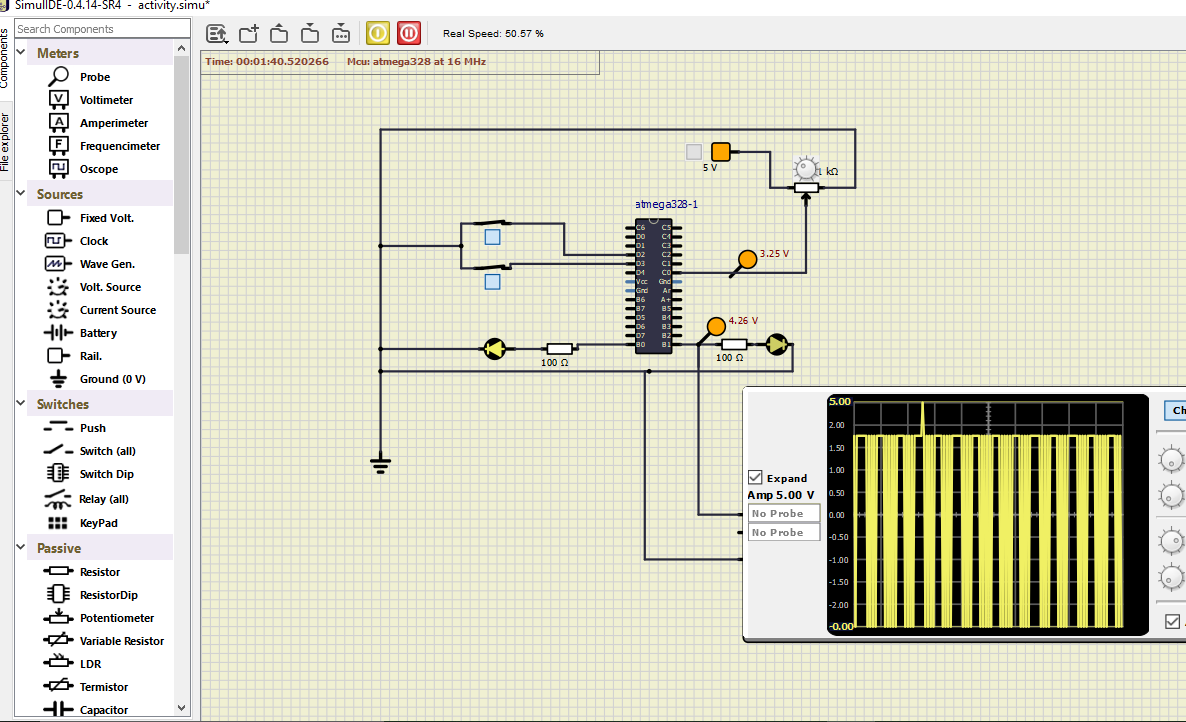 SimulIDE-0.4.14-SR4 - activity.simu*
Components
File explorer
Search Components
Meters
Probe
Voltimeter
Amperimeter
Frequencimeter
Oscope
Sources
Fixed Volt.
Clock
Wave Gen.
Volt. Source
Current Source
Battery
Rail.
Ground (0 V)
Switches
Push
Switch (all)
Switch Dip
Relay (all)
KeyPad
Passive
Resistor
ResistorDip
Potentiometer
Variable Resistor
LDR
Termistor
Capacitor
Real Speed: 50.57 %
Time: 00:01:40.520266 Mcu: atmega328 at 16 MHz
5 V
1 kΩ
atmega328-1
C6 C5
D0 C4
D1 C3
D2 C2
D3 C1
D4 C0
Vcc Gnd
Gnd Ar
B6 A+
B7 B5
D5 B4
D6 B3
D7 B2
B0 B1
3.25 V
4.26 V
100 Ω
100 Ω
Expand
Amp 5.00 V
No Probe
No Probe
5.00
2.00
1.50
1.00
0.50
0.00
-0.50
-1.00
-1.50
-2.00
-0.00